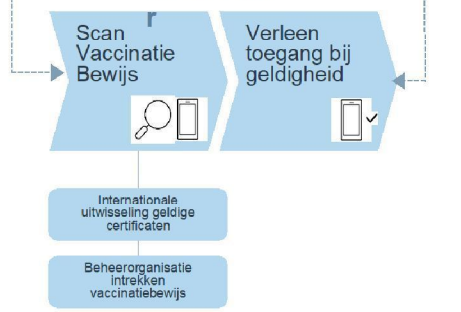 r
Scan
Vaccinatie
Bewijs
Verleen
toegang bij
geldigheid
Internationale
uitwisseling geldige
certificaten
Beheerorganisatie
intrekken
vaccinatiebewijs